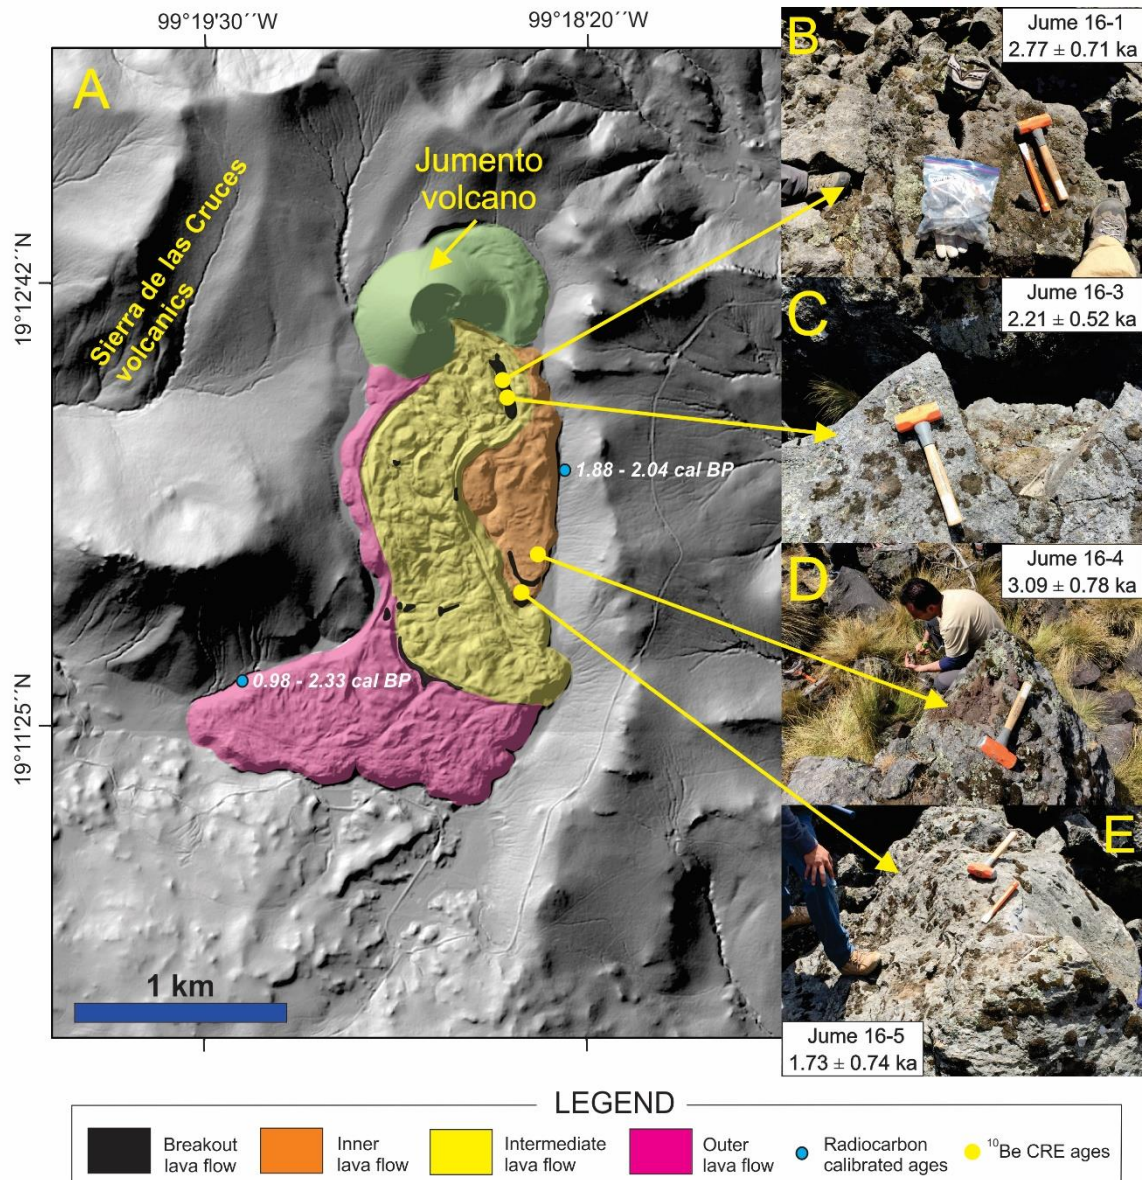 99°19'30´´W
99°18'20´´W
A
Jumento
volcano
Sierra de las Cruces
volcanics
19°12'42´´N
19°11'25´´N
1.88 - 2.04 cal BP
0.98 - 2.33 cal BP
1 km
B
Jume 16-1
2.77 ± 0.71 ka
C
Jume 16-3
2.21 ± 0.52 ka
D
Jume 16-4
3.09 ± 0.78 ka
E
Jume 16-5
1.73 ± 0.74 ka
LEGEND
Breakout
lava flow
Inner
lava flow
Intermediate
lava flow
Outer
lava flow
Radiocarbon
calibrated ages
¹⁰Be CRE ages